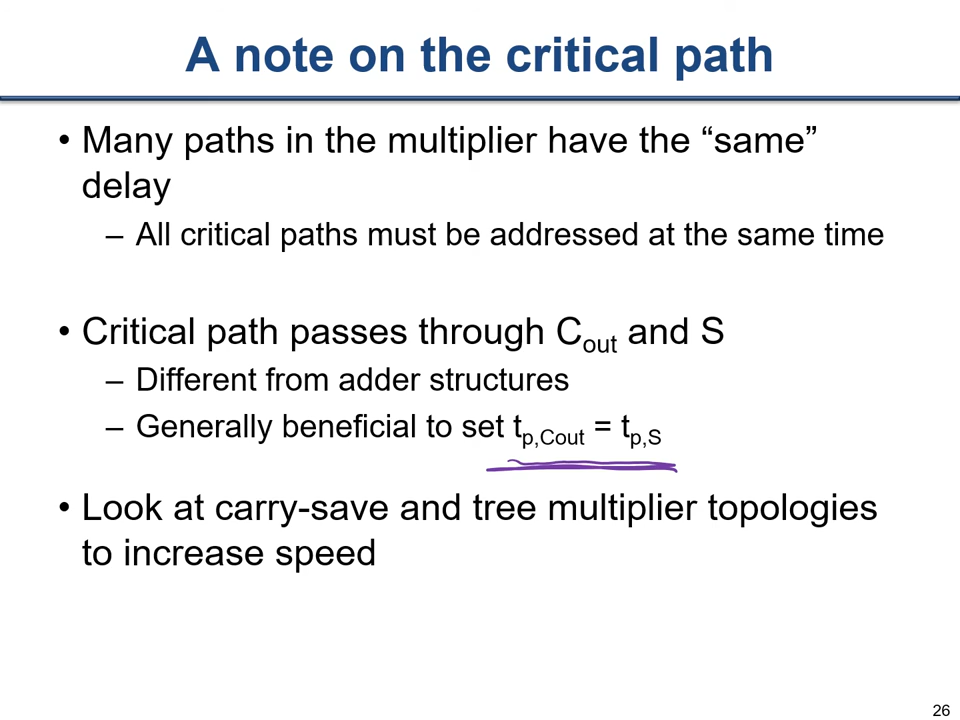 A note on the critical path
• Many paths in the multiplier have the “same”
delay
– All critical paths must be addressed at the same time
• Critical path passes through Cout and S
– Different from adder structures
– Generally beneficial to set tp,Cout = tp,S
• Look at carry-save and tree multiplier topologies
to increase speed
26